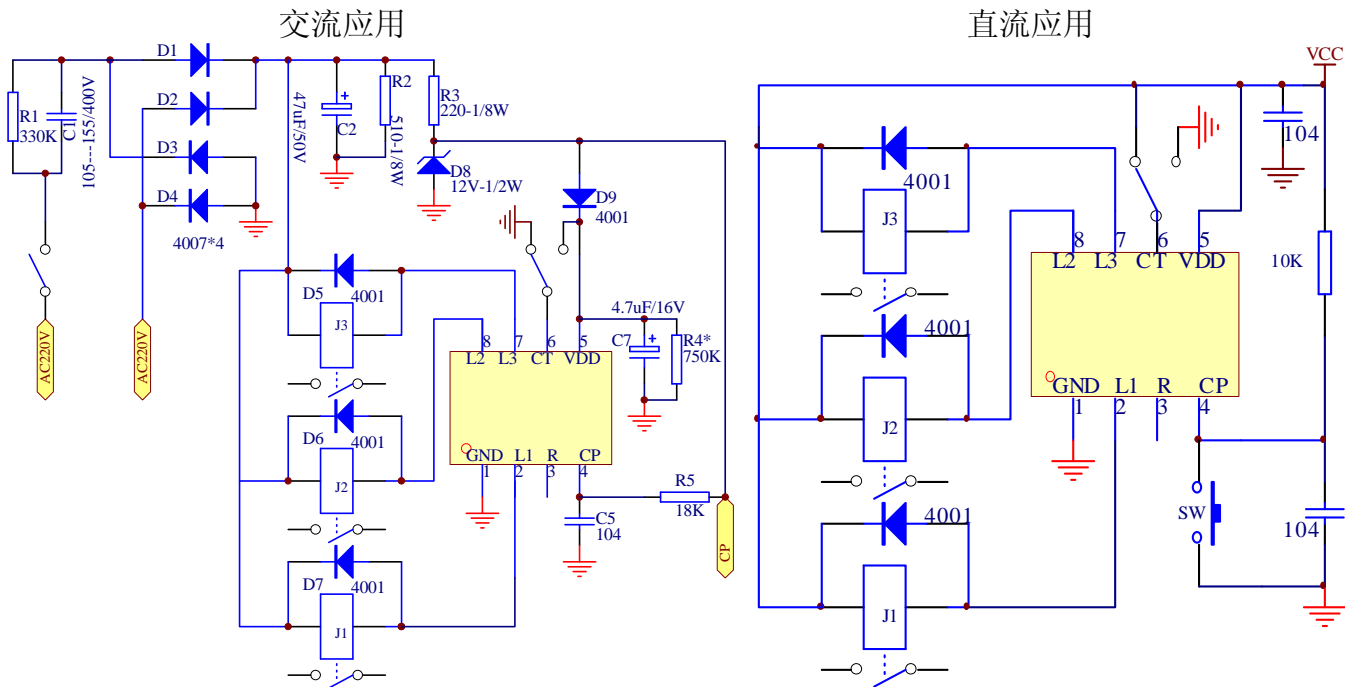 交流应用
D1
D2
D3
D4
4007*4
R1
330K
C1
105---155/400V
AC220V
AC220V
47uF/50V
C2
R2
510-1/8W
R3
220-1/8W
D8
12V-1/2W
D9
4001
4001
D5
J3
4001
D6
J2
4001
D7
J1
8
7
6
5
L2
L3
CT
VDD
GND
L1
R
CP
1
2
3
4
4.7uF/16V
C7
R4*
750K
C5
104
R5
18K
CP
直流应用
VCC
104
10K
4001
J3
4001
J2
4001
J1
8
7
6
5
L2
L3
CT
VDD
GND
L1
R
CP
1
2
3
4
SW
104